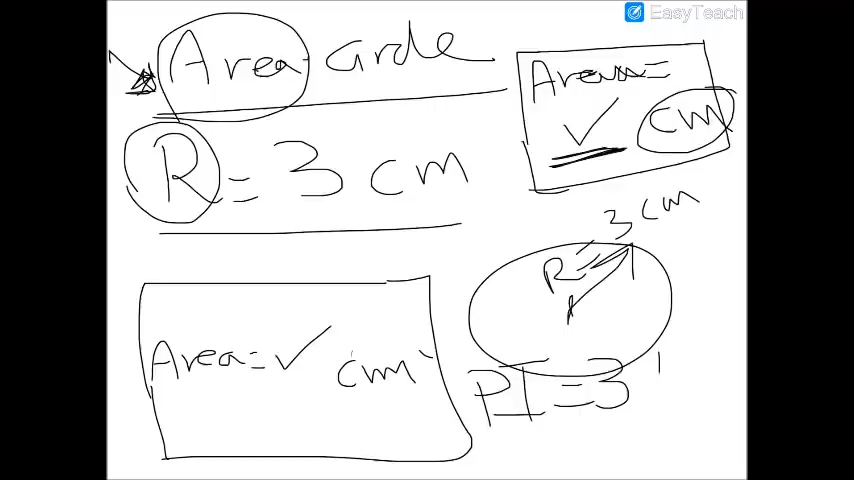 EasyTeach
Area circle
Area =
cm
R = 3 cm
R = 3 cm
Area = ✓ cm
PI = 3